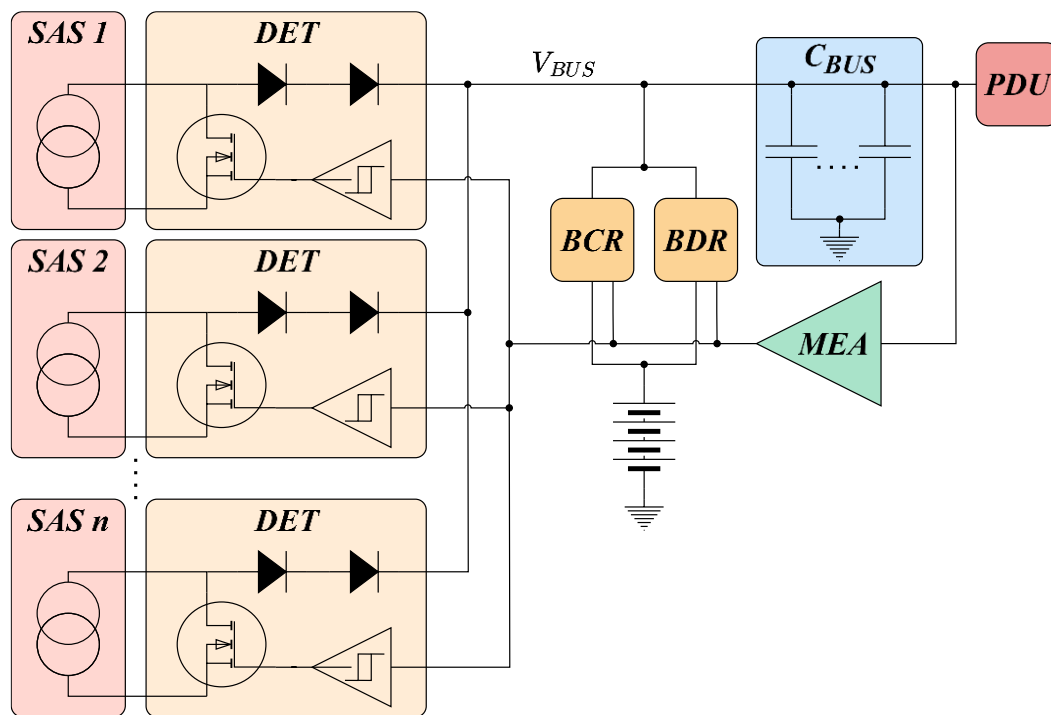 SAS 1
DET
V_BUS
C_BUS
PDU
BCR
BDR
SAS 2
DET
MEA
SAS n
DET